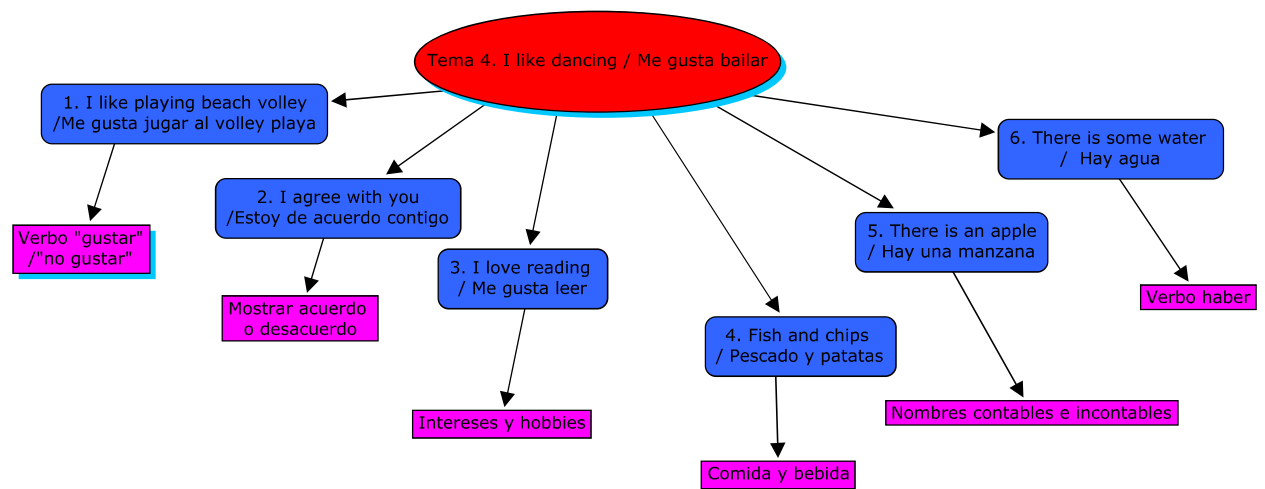 Tema 4. I like dancing / Me gusta bailar
1. I like playing beach volley
/Me gusta jugar al volley playa
Verbo "gustar"
/"no gustar"
2. I agree with you
/Estoy de acuerdo contigo
Mostrar acuerdo
o desacuerdo
3. I love reading
/ Me gusta leer
Intereses y hobbies
4. Fish and chips
/ Pescado y patatas
Comida y bebida
5. There is an apple
/ Hay una manzana
Nombres contables e incontables
6. There is some water
/ Hay agua
Verbo haber